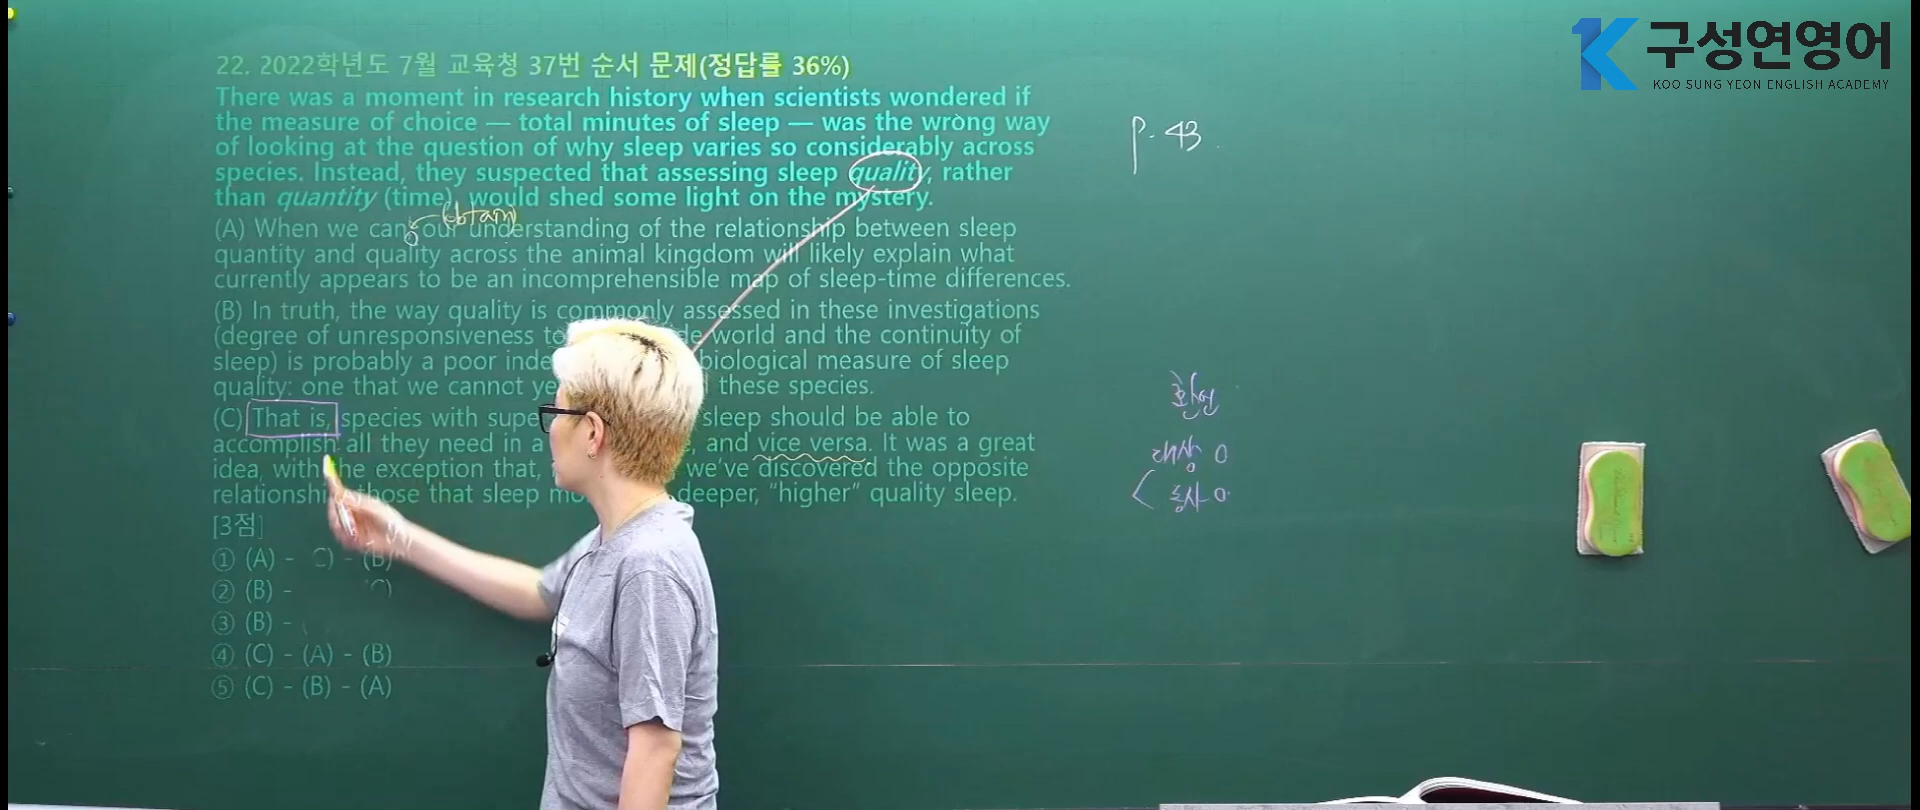 구성연영어
KOO SUNG YEON ENGLISH ACADEMY
22. 2022학년도 7월 교육청 37번 순서 문제(정답률 36%)
There was a moment in research history when scientists wondered if
the measure of choice — total minutes of sleep — was the wrong way
of looking at the question of why sleep varies so considerably across
species. Instead, they suspected that assessing sleep quality, rather
than quantity (time), would shed some light on the mystery.
(obtain)
(A) When we can, our understanding of the relationship between sleep
quantity and quality across the animal kingdom will likely explain what
currently appears to be an incomprehensible map of sleep-time differences.
(B) In truth, the way quality is commonly assessed in these investigations
(degree of unresponsiveness to de world and the continuity of
sleep) is probably a poor inde biological measure of sleep
quality: one that we cannot ye these species.
(C) That is, species with supe sleep should be able to
accomplish all they need in a , and vice versa. It was a great
idea, with the exception that, we've discovered the opposite
relationshi those that sleep mo deeper, "higher" quality sleep.
[3점]
① (A) - C) - (B)
② (B) - C)
③ (B) - (
④ (C) - (A) - (B)
⑤ (C) - (B) - (A)
p. 43
환언
대상 O
동사 O